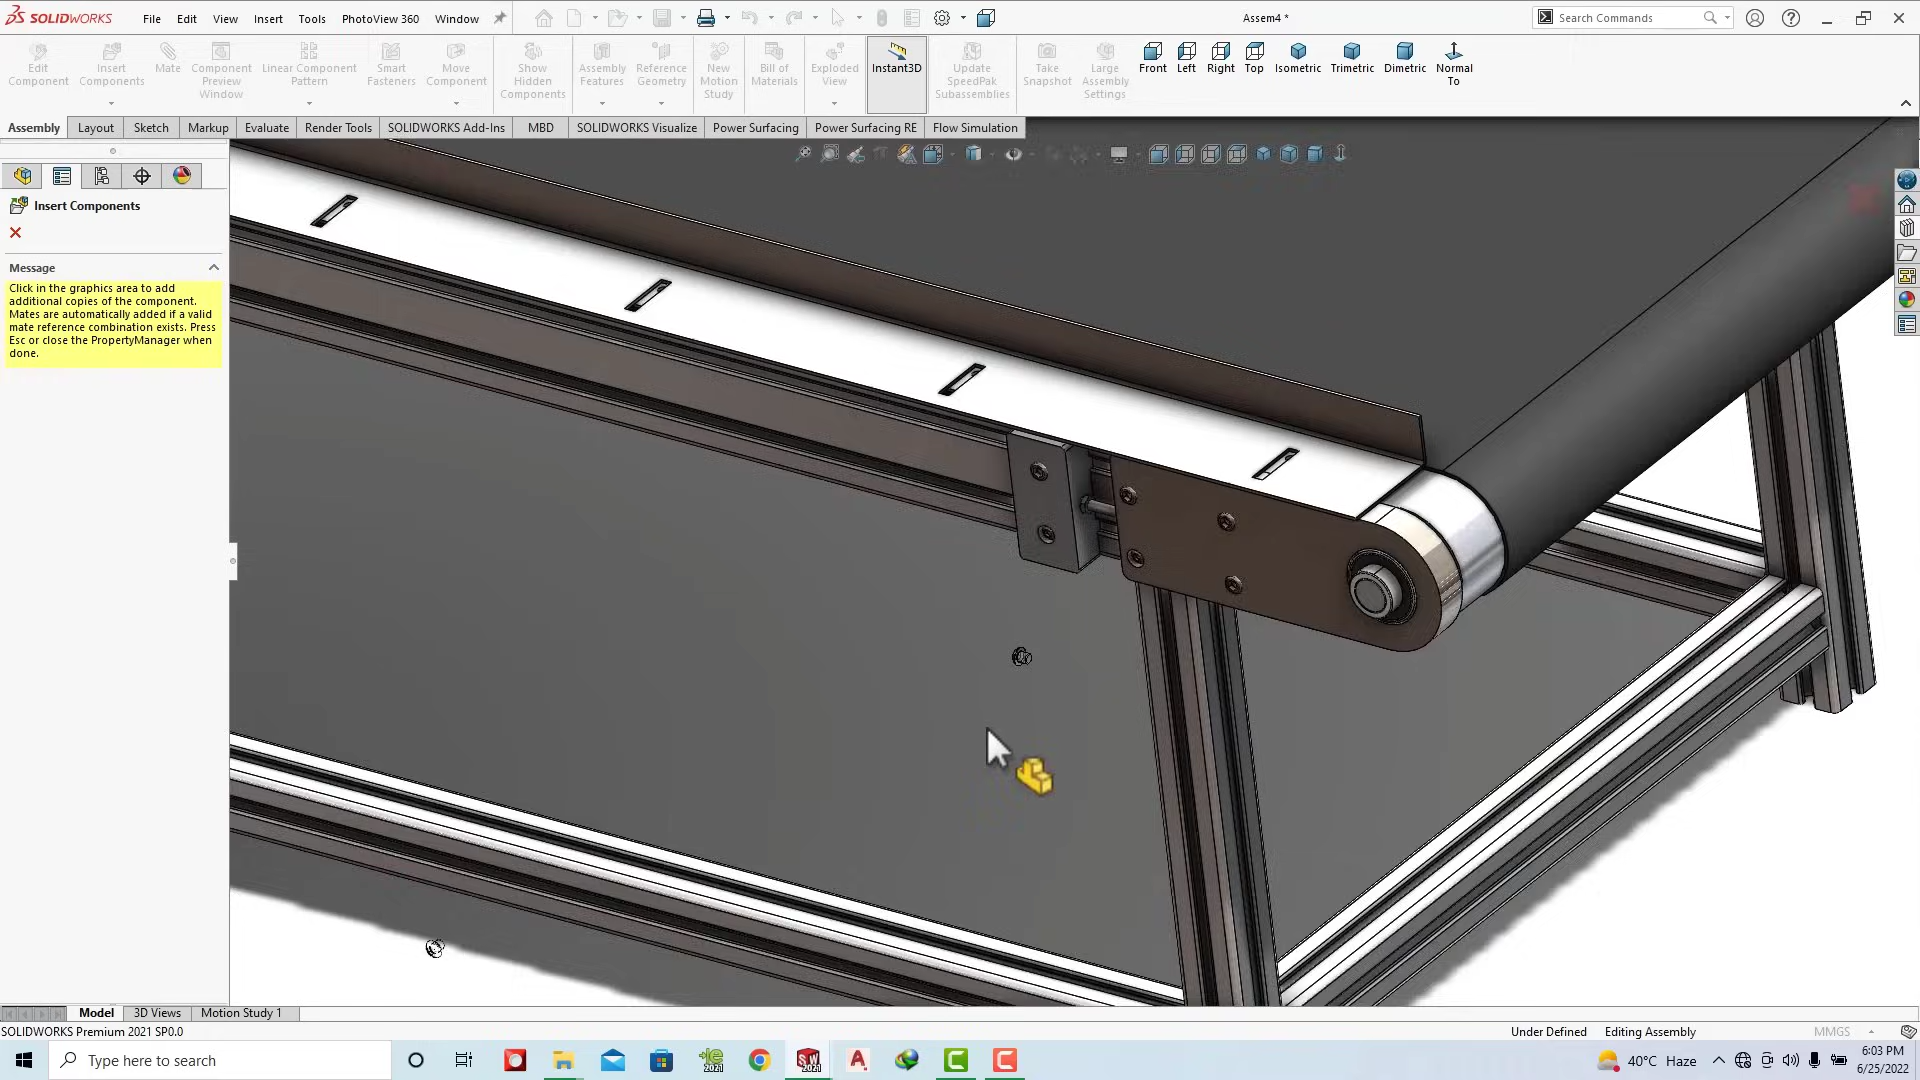 SOLIDWORKS
File Edit View Insert Tools PhotoView 360 Window
Assem4 *
Search Commands
Edit Component
Insert Components
Mate
Component Preview Window
Linear Component Pattern
Smart Fasteners
Move Component
Show Hidden Components
Assembly Features
Reference Geometry
New Motion Study
Bill of Materials
Exploded View
Instant3D
Update SpeedPak Subassemblies
Take Snapshot
Large Assembly Settings
Front
Left
Right
Top
Isometric
Trimetric
Dimetric
Normal To
Assembly Layout Sketch Markup Evaluate Render Tools SOLIDWORKS Add-Ins MBD SOLIDWORKS Visualize Power Surfacing Power Surfacing RE Flow Simulation
Insert Components
Message
Click in the graphics area to add
additional copies of the component.
Mates are automatically added if a valid
mate reference combination exists. Press
Esc or close the PropertyManager when
done.
Model 3D Views Motion Study 1
SOLIDWORKS Premium 2021 SP0.0
Under Defined Editing Assembly MMGS
Type here to search
40°C Haze
6:03 PM
6/25/2022